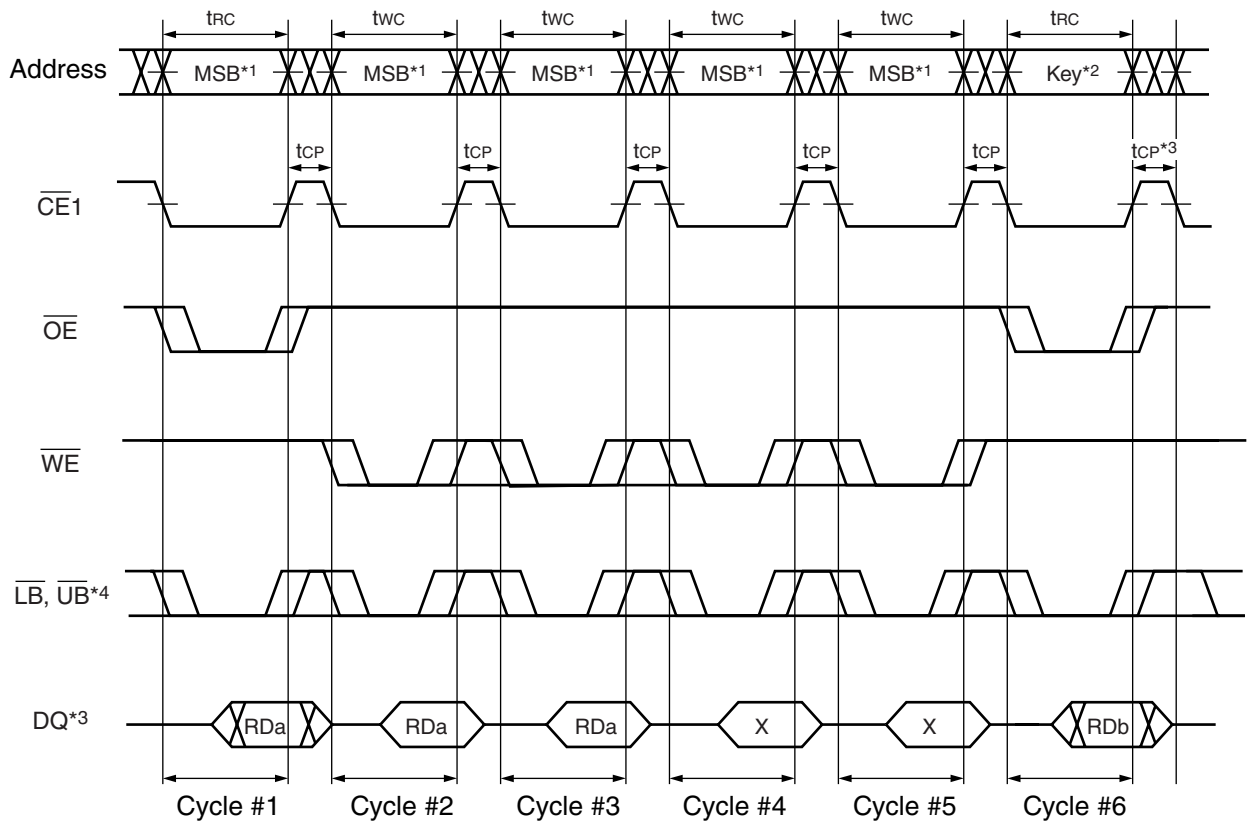 tRC tWC tWC tWC tWC tRC
Address MSB*1 MSB*1 MSB*1 MSB*1 MSB*1 Key*2
tCP tCP tCP tCP tCP tCP*3
CE1
OE
WE
LB, UB*4
DQ*3 RDa RDa RDa X X RDb
Cycle #1 Cycle #2 Cycle #3 Cycle #4 Cycle #5 Cycle #6